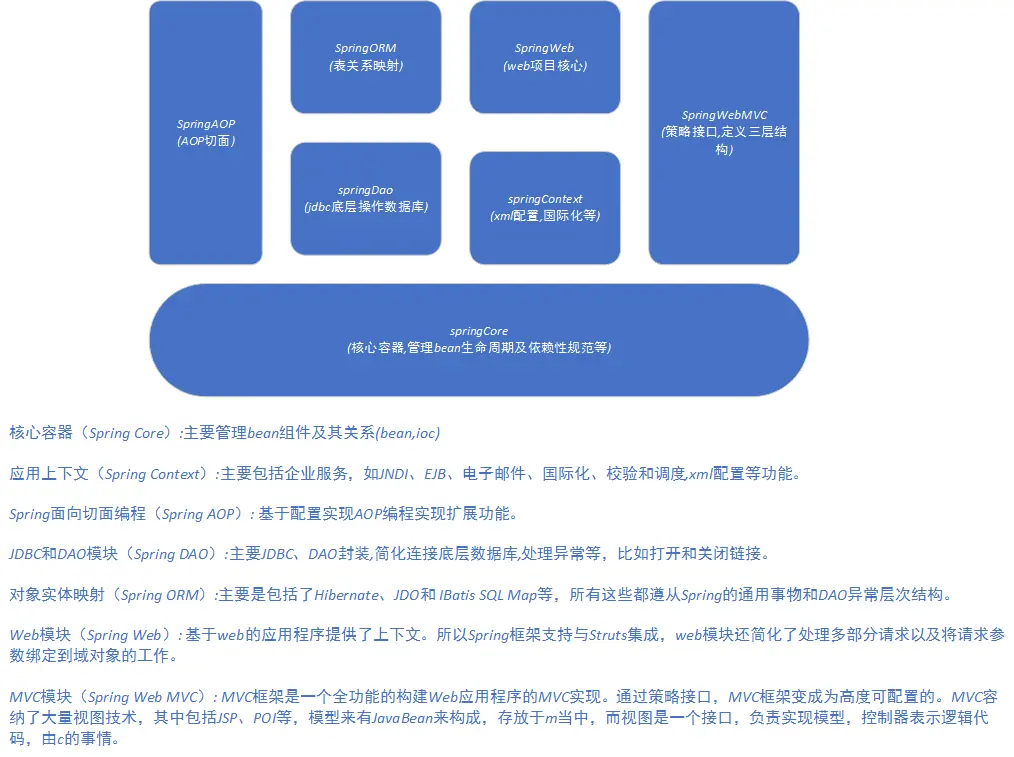 SpringORM
(表关系映射)
SpringWeb
(web项目核心)
SpringAOP
(AOP切面)
SpringWebMVC
(策略接口,定义三层结
构)
springDao
(jdbc底层操作数据库)
springContext
(xml配置,国际化等)
springCore
(核心容器,管理bean生命周期及依赖性规范等)
核心容器（Spring Core）:主要管理bean组件及其关系(bean,ioc)
应用上下文（Spring Context）:主要包括企业服务，如JNDI、EJB、电子邮件、国际化、校验和调度,xml配置等功能。
Spring面向切面编程（Spring AOP）: 基于配置实现AOP编程实现扩展功能。
JDBC和DAO模块（Spring DAO）:主要JDBC、DAO封装,简化连接底层数据库,处理异常等，比如打开和关闭链接。
对象实体映射（Spring ORM）:主要是包括了Hibernate、JDO和 IBatis SQL Map等，所有这些都遵从Spring的通用事物和DAO异常层次结构。
Web模块（Spring Web）: 基于web的应用程序提供了上下文。所以Spring框架支持与Struts集成，web模块还简化了处理多部分请求以及将请求参
数绑定到域对象的工作。
MVC模块（Spring Web MVC）: MVC框架是一个全功能的构建Web应用程序的MVC实现。通过策略接口，MVC框架变成为高度可配置的。MVC容
纳了大量视图技术，其中包括JSP、POI等，模型来有JavaBean来构成，存放于m当中，而视图是一个接口，负责实现模型，控制器表示逻辑代
码，由c的事情。